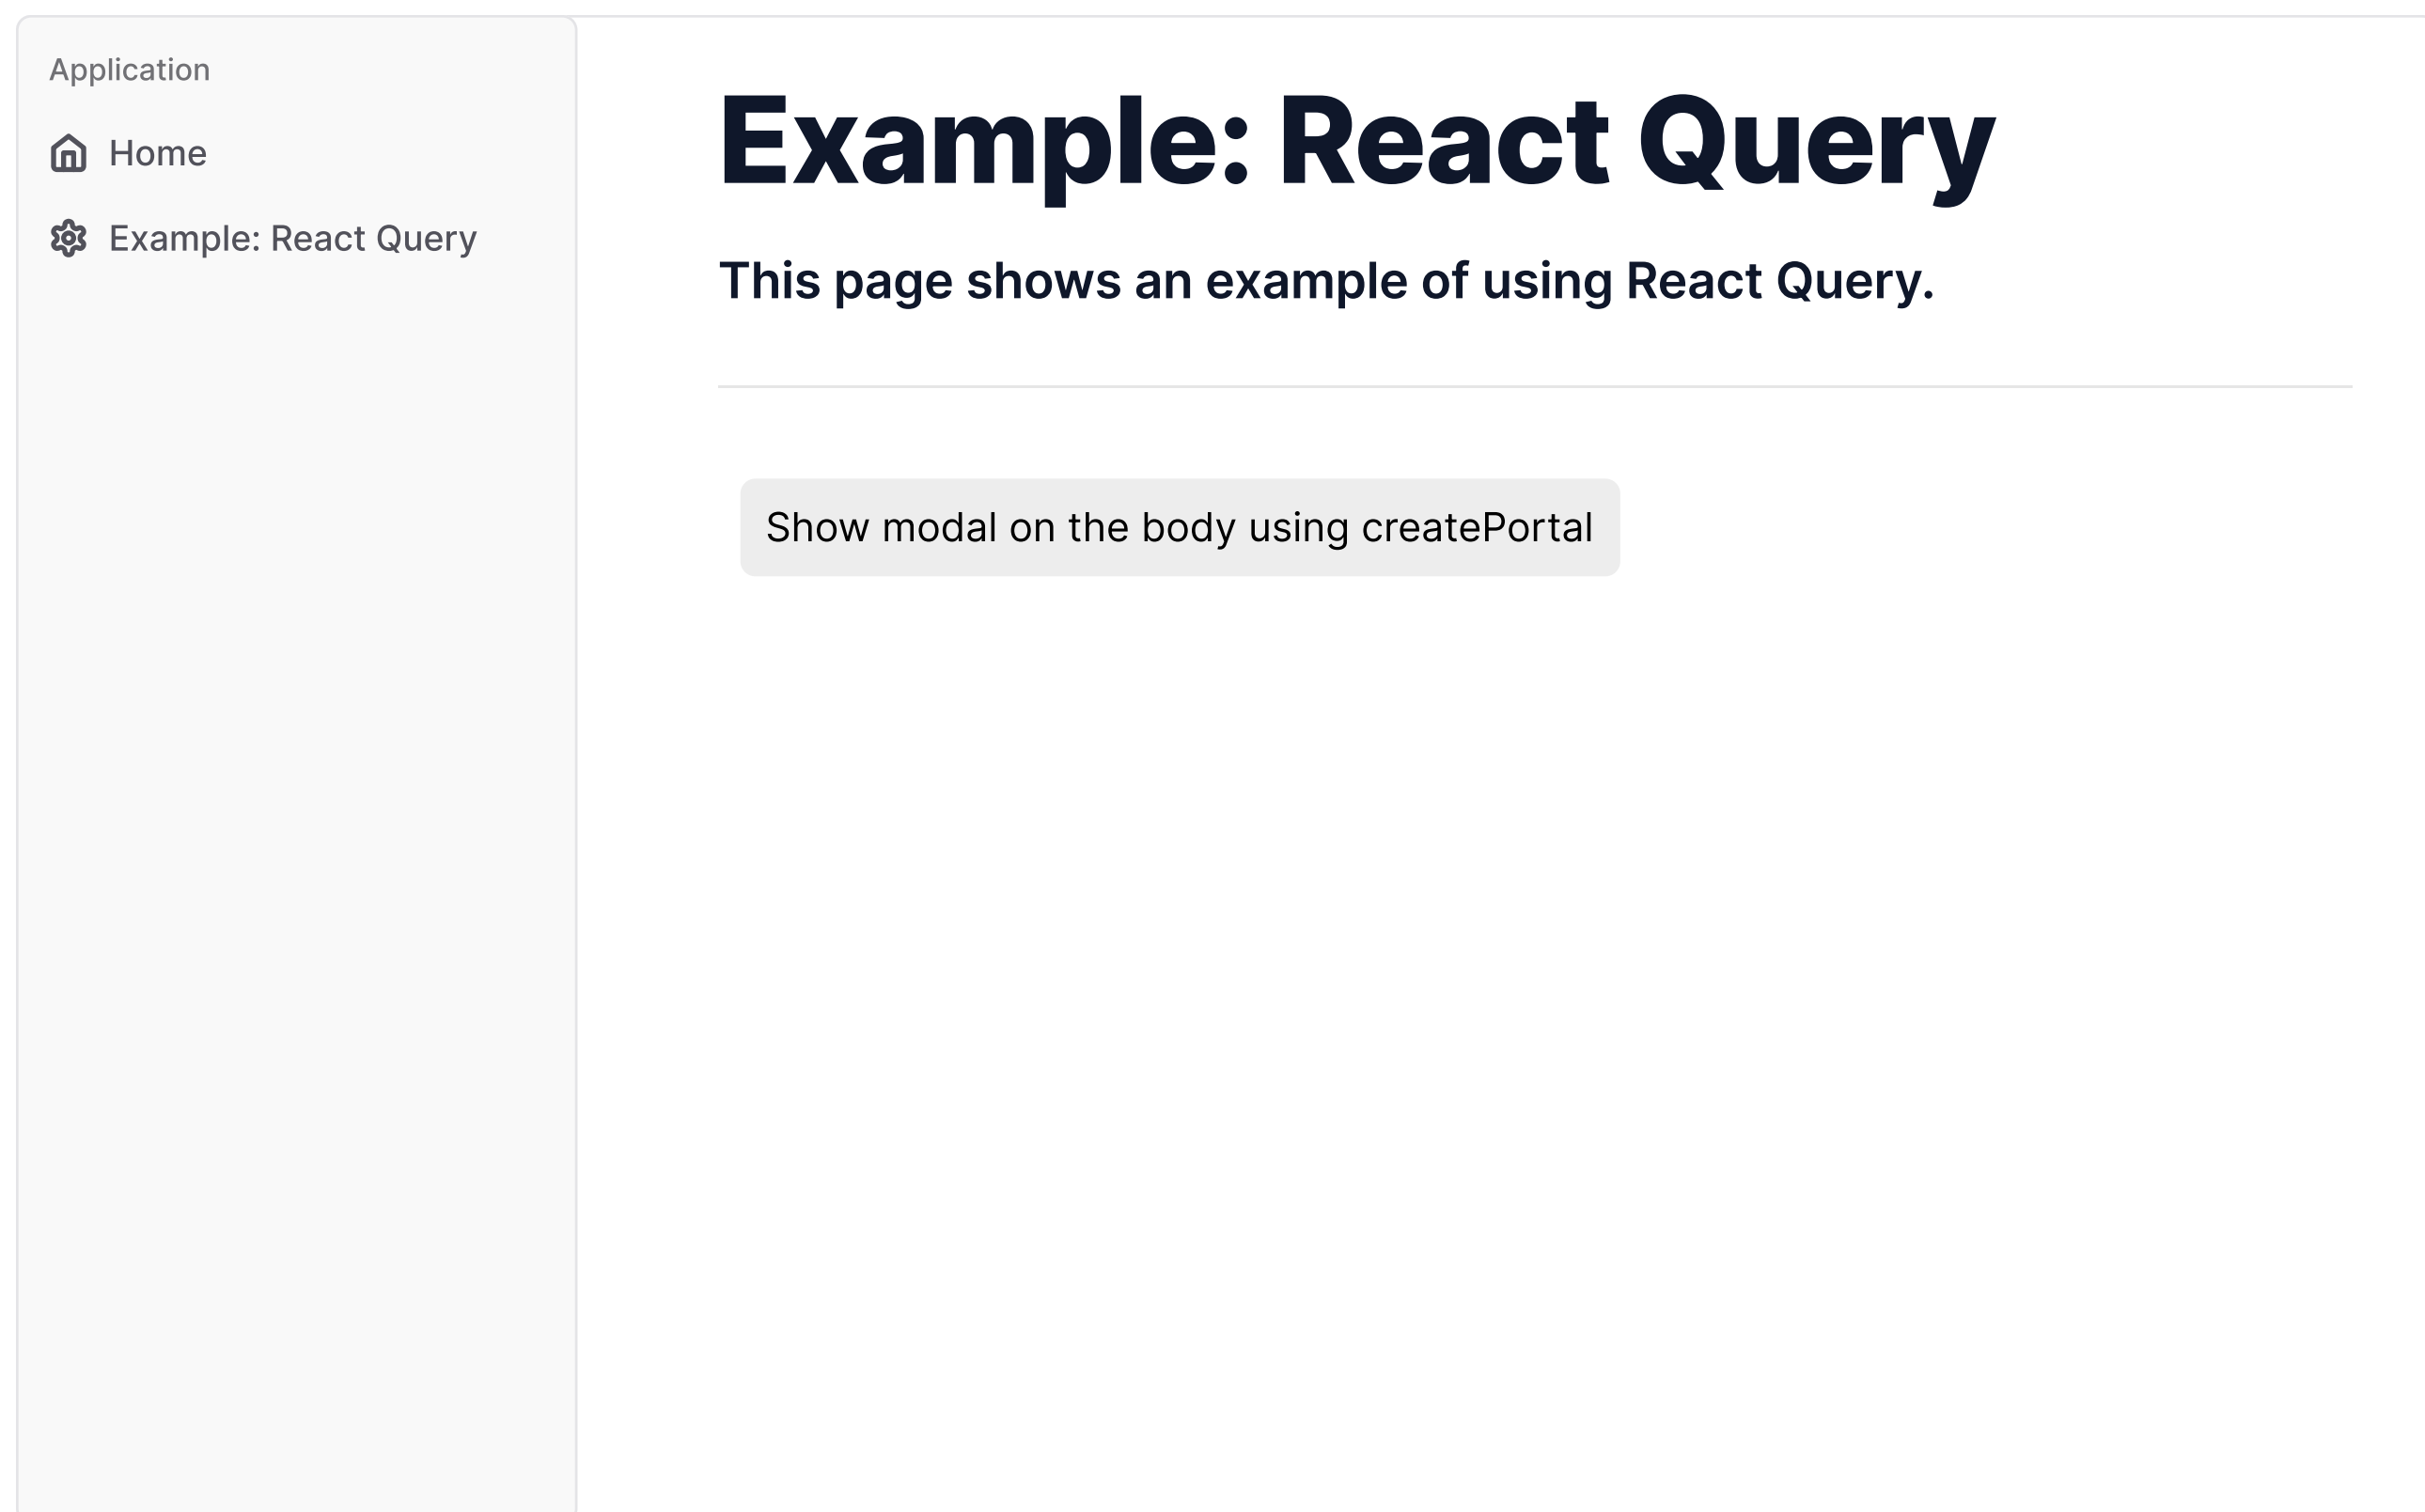 Application
Home
Example: React Query
Example: React Query
This page shows an example of using React Query.
Show modal on the body using createPortal